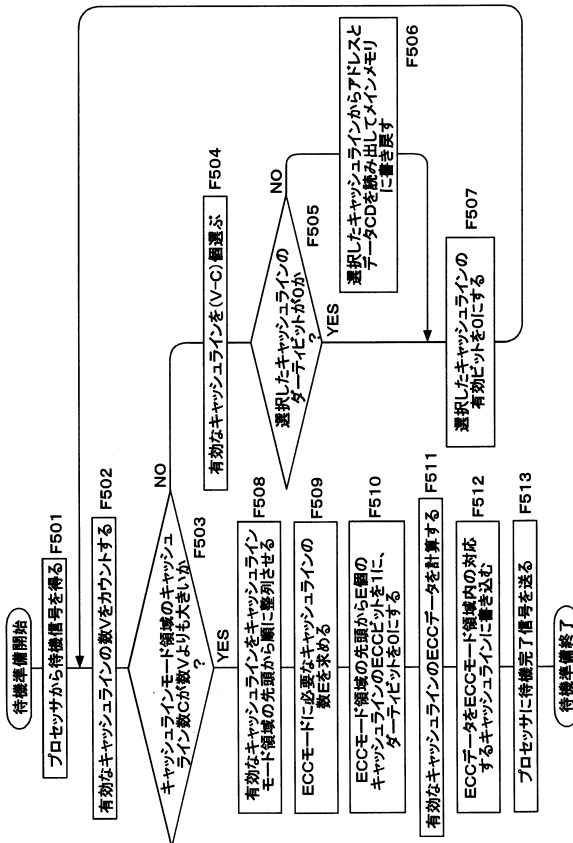 待機準備開始
プロセッサから待機信号を得る
F501
有効なキャッシュラインの数Vをカウントする
F502
キャッシュラインモード領域のキャッシュ
ライン数Cが数Vよりも大きいか
?
F503
NO
YES
有効なキャッシュラインを(V-C)個選ぶ
F504
選択したキャッシュラインの
ダーティビットが0か
?
F505
NO
YES
選択したキャッシュラインからアドレスと
データCDを読み出してメインメモリ
に書き戻す
F506
選択したキャッシュラインの
有効ビットを0にする
F507
有効なキャッシュラインをキャッシュライン
モード領域の先頭から順に整列させる
F508
ECCモードに必要なキャッシュラインの
数Eを求める
F509
ECCモード領域の先頭からE個の
キャッシュラインのECCビットを1に、
ダーティビットを0にする
F510
有効なキャッシュラインのECCデータを計算する
F511
ECCデータをECCモード領域内の対応
するキャッシュラインに書き込む
F512
プロセッサに待機完了信号を送る
F513
待機準備終了